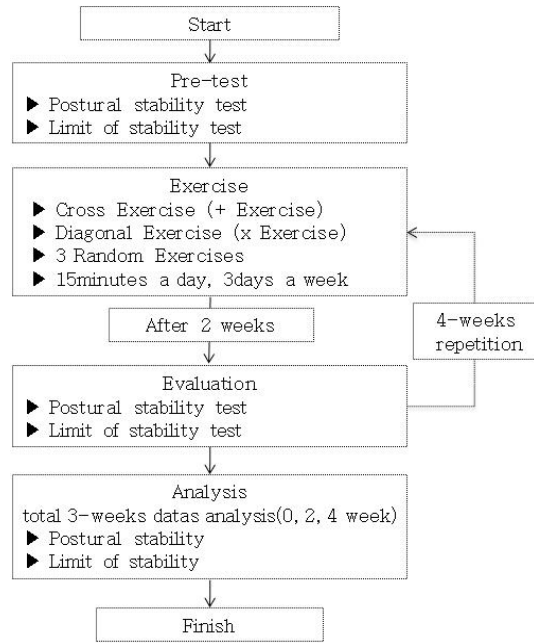 Start
Pre-test
▶ Postural stability test
▶ Limit of stability test
Exercise
▶ Cross Exercise (+ Exercise)
▶ Diagonal Exercise (x Exercise)
▶ 3 Random Exercises
▶ 15minutes a day, 3days a week
After 2 weeks
4-weeks
repetition
Evaluation
▶ Postural stability test
▶ Limit of stability test
Analysis
total 3-weeks datas analysis(0, 2, 4 week)
▶ Postural stability
▶ Limit of stability
Finish